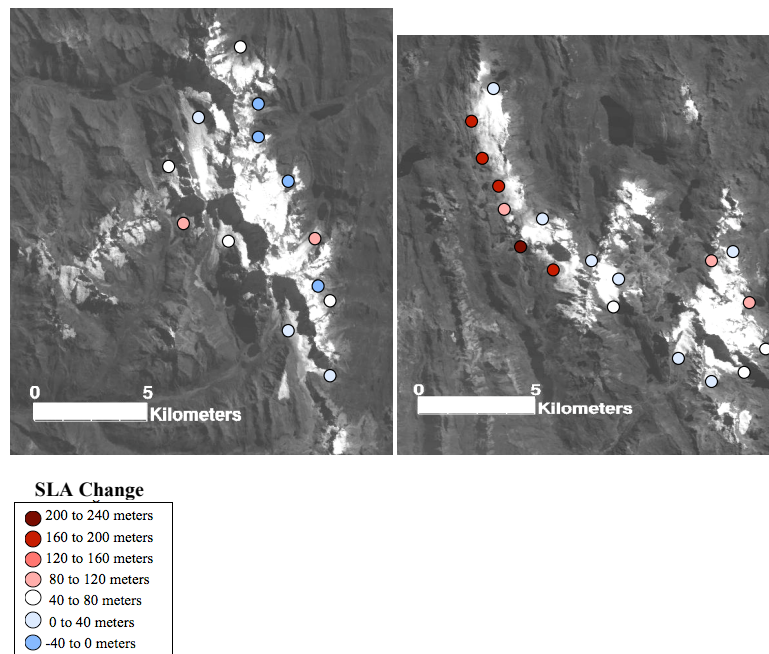 0 5
Kilometers
0 5
Kilometers
SLA Change
200 to 240 meters
160 to 200 meters
120 to 160 meters
80 to 120 meters
40 to 80 meters
0 to 40 meters
-40 to 0 meters